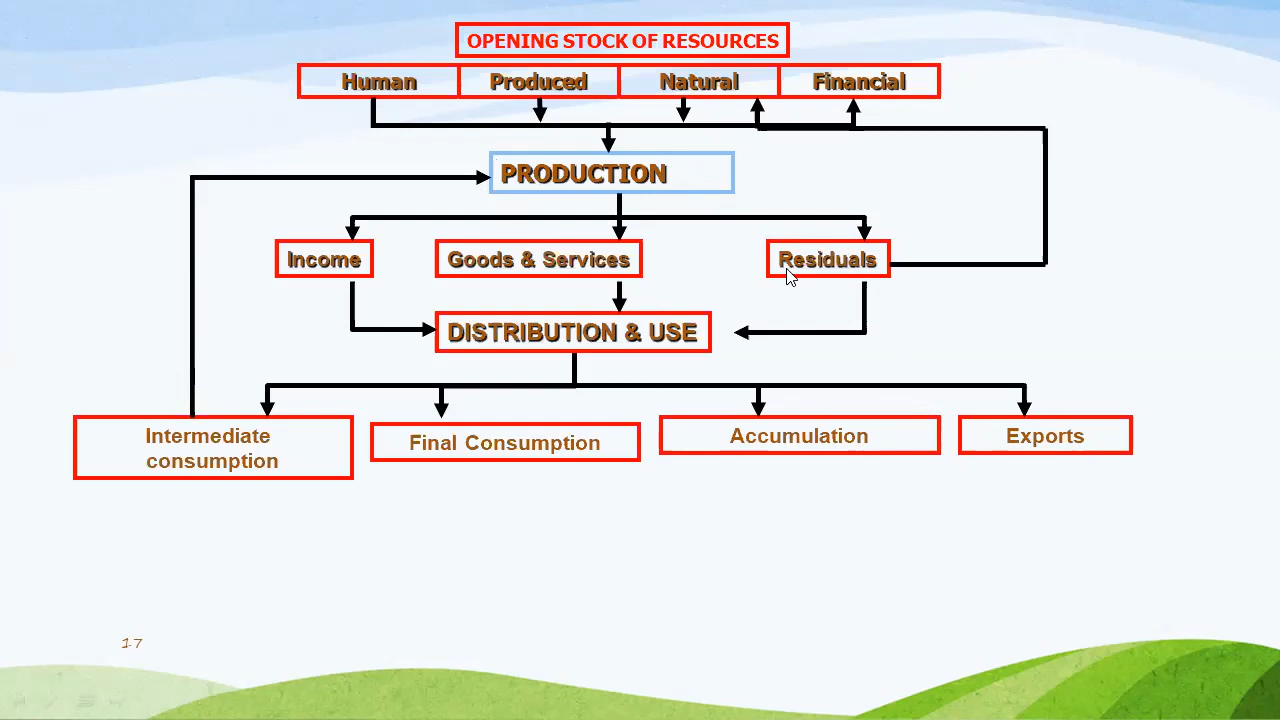 OPENING STOCK OF RESOURCES
Human Produced Natural Financial
PRODUCTION
Income Goods & Services Residuals
DISTRIBUTION & USE
Intermediate
consumption
Final Consumption
Accumulation
Exports
17